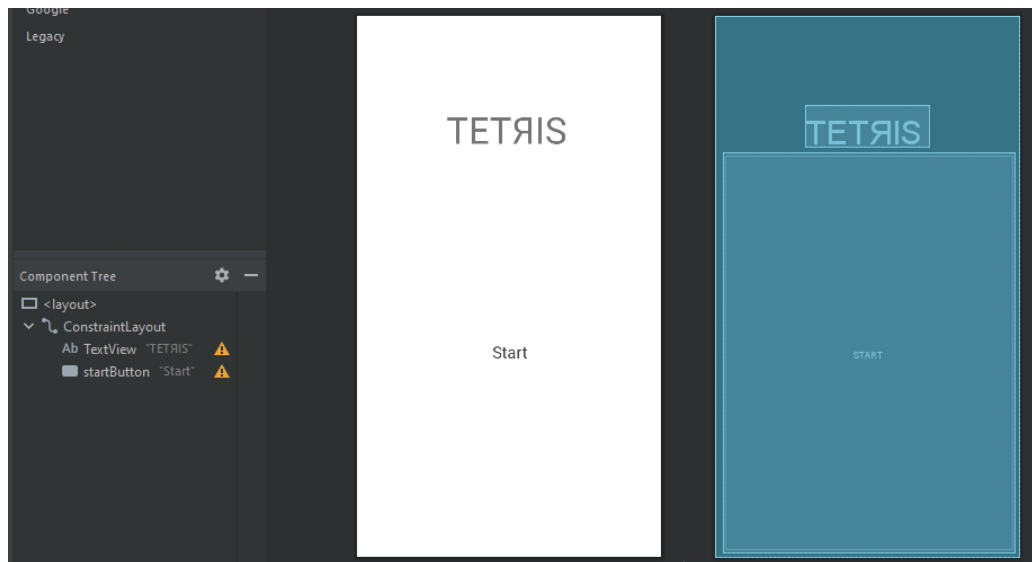 Google
Legacy
Component Tree
<layout>
ConstraintLayout
Ab TextView "TETЯIS"
startButton "Start"
TETЯIS
Start
TETЯIS
START